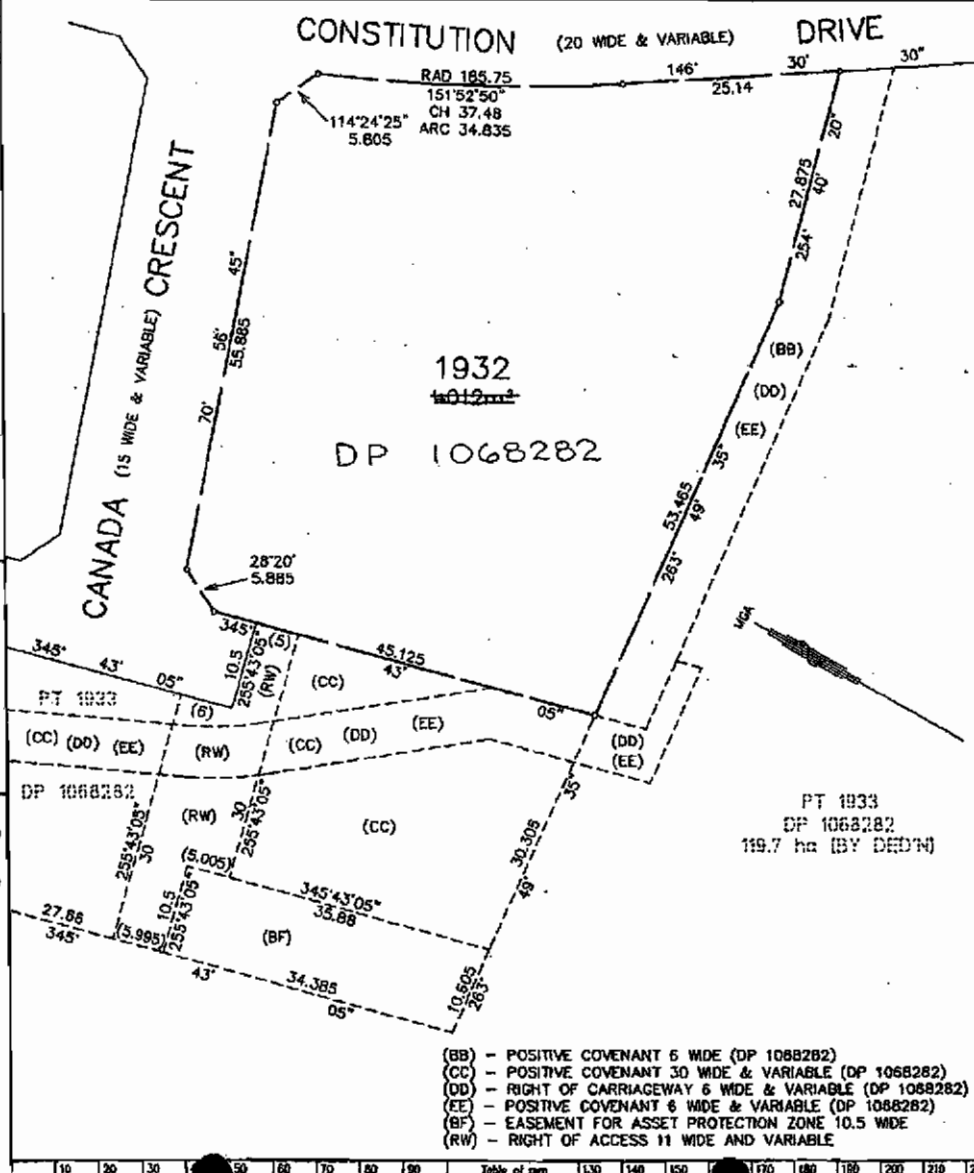 CONSTITUTION (20 WIDE & VARIABLE) DRIVE
RAD 185.75
151°52'50"
CH 37.48
ARC 34.835
146° 30' 30"
25.14
114°24'25"
5.805
CANADA (15 WIDE & VARIABLE) CRESCENT
70° 56' 45"
55.885
254° 40' 20"
27.875
(BB)
(DD)
(EE)
1932
DP 1068282
263° 49' 35"
53.465
28°20'
5.885
MGA
345° 43' 05"
45.125
345° 43' 05"
10.5
255°43'05"
(5)
(RW)
(CC)
PT 1933
(6)
(CC) (DD) (EE)
(RW)
(CC) (DD) (EE)
(DD)
(EE)
DP 1068282
(RW)
(CC)
255°43'05"
30
255°43'05"
30
49' 35"
30.305
PT 1933
DP 1068282
119.7 ha (BY DED'N)
(5.005)
345°43'05"
35.88
10.5
255°43'05"
(BF)
27.86
345° 43' 05"
(5.995)
34.385
10.605
263°
(BB) – POSITIVE COVENANT 6 WIDE (DP 1068282)
(CC) – POSITIVE COVENANT 30 WIDE & VARIABLE (DP 1068282)
(DD) – RIGHT OF CARRIAGEWAY 6 WIDE & VARIABLE (DP 1068282)
(EE) – POSITIVE COVENANT 6 WIDE & VARIABLE (DP 1068282)
(BF) – EASEMENT FOR ASSET PROTECTION ZONE 10.5 WIDE
(RW) – RIGHT OF ACCESS 11 WIDE AND VARIABLE
10 20 30 50 60 70 80 90 Table of mm 130 140 150 170 180 190 200 210